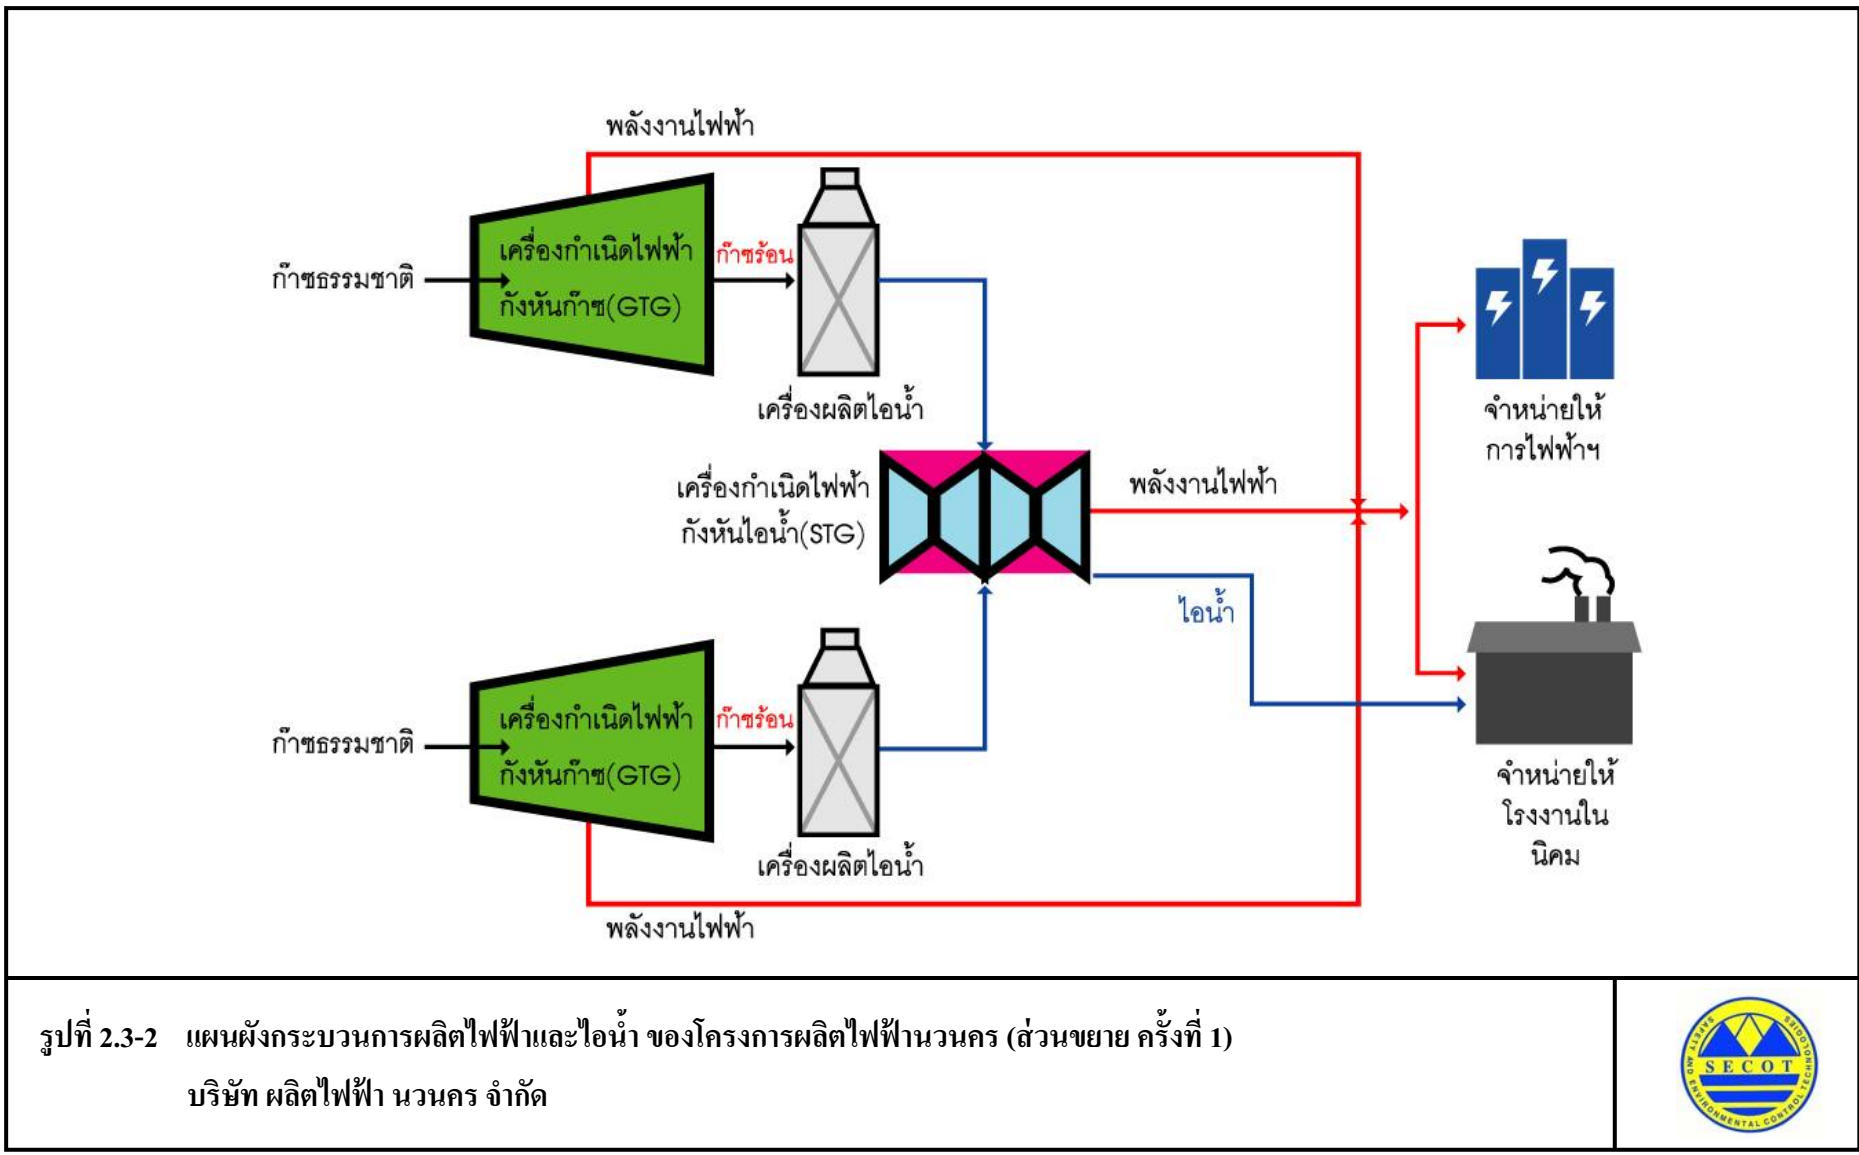 พลังงานไฟฟ้า
ก๊าซธรรมชาติ
เครื่องกำเนิดไฟฟ้า
กังหันก๊าซ(GTG)
ก๊าซร้อน
เครื่องผลิตไอน้ำ
จำหน่ายให้
การไฟฟ้าฯ
เครื่องกำเนิดไฟฟ้า
กังหันไอน้ำ(STG)
พลังงานไฟฟ้า
ไอน้ำ
ก๊าซธรรมชาติ
เครื่องกำเนิดไฟฟ้า
กังหันก๊าซ(GTG)
ก๊าซร้อน
เครื่องผลิตไอน้ำ
จำหน่ายให้
โรงงานใน
นิคม
พลังงานไฟฟ้า
รูปที่ 2.3-2 แผนผังกระบวนการผลิตไฟฟ้าและไอน้ำ ของโครงการผลิตไฟฟ้านวนคร (ส่วนขยาย ครั้งที่ 1)
บริษัท ผลิตไฟฟ้า นวนคร จำกัด
SECOT
SAFETY AND ENVIRONMENTAL CONTROL TECHNOLOGIES